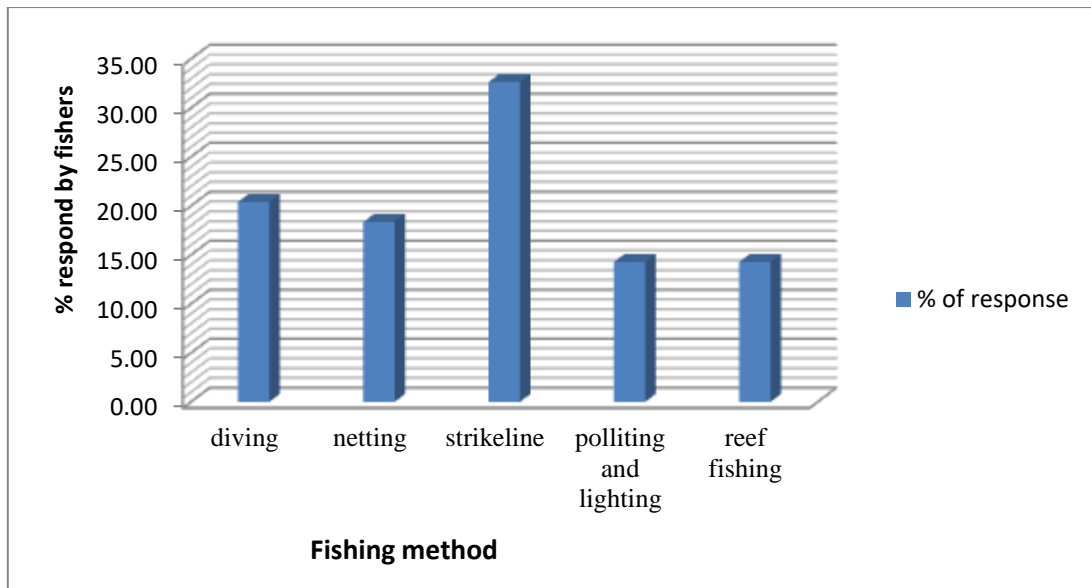 35.00
30.00
25.00
20.00
15.00
10.00
5.00
0.00
% respond by fishers
diving
netting
strikeline
polliting
and
lighting
reef
fishing
Fishing method
% of response